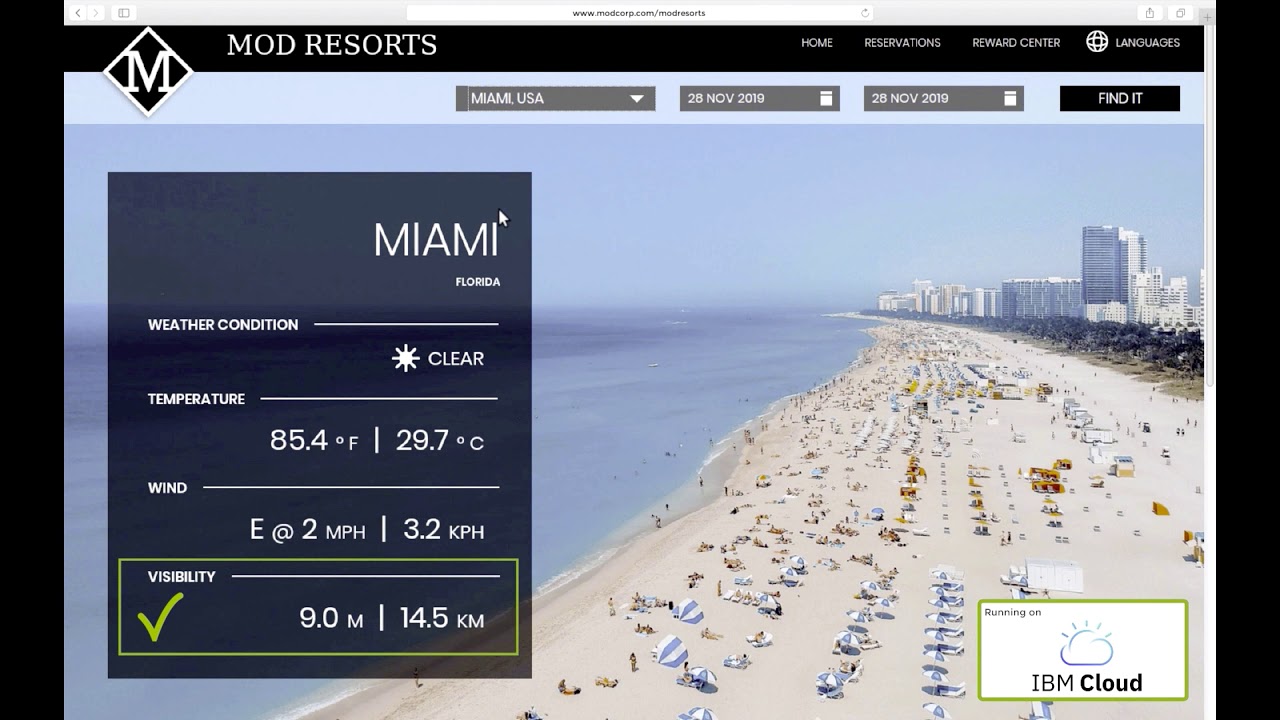 www.modcorp.com/modresorts
M
MOD RESORTS
HOME
RESERVATIONS
REWARD CENTER
LANGUAGES
MIAMI, USA
28 NOV 2019
28 NOV 2019
FIND IT
MIAMI
FLORIDA
WEATHER CONDITION
CLEAR
TEMPERATURE
85.4 ° F | 29.7 ° C
WIND
E @ 2 MPH | 3.2 KPH
VISIBILITY
9.0 M | 14.5 KM
Running on
IBM Cloud